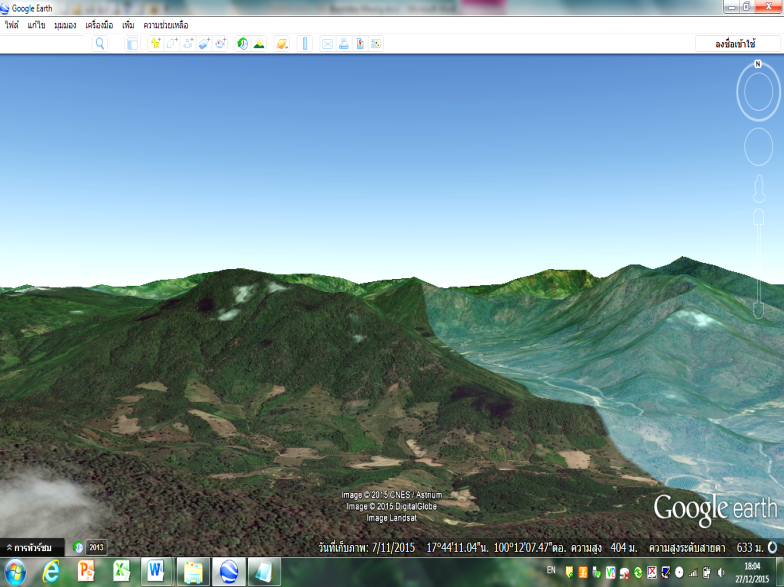 Google Earth
ไฟล์ แก้ไข มุมมอง เครื่องมือ เพิ่ม ความช่วยเหลือ
ลงชื่อเข้าใช้
N
Image © 2015 CNES / Astrium
Image © 2015 DigitalGlobe
Image Landsat
Google earth
การทัวร์ชม 2013 วันที่เก็บภาพ: 7/11/2015 17°44'11.04"น. 100°12'07.47"ตอ. ความสูง 404 ม. ความสูงระดับสายตา 633 ม.
EN 18:04
27/12/2015